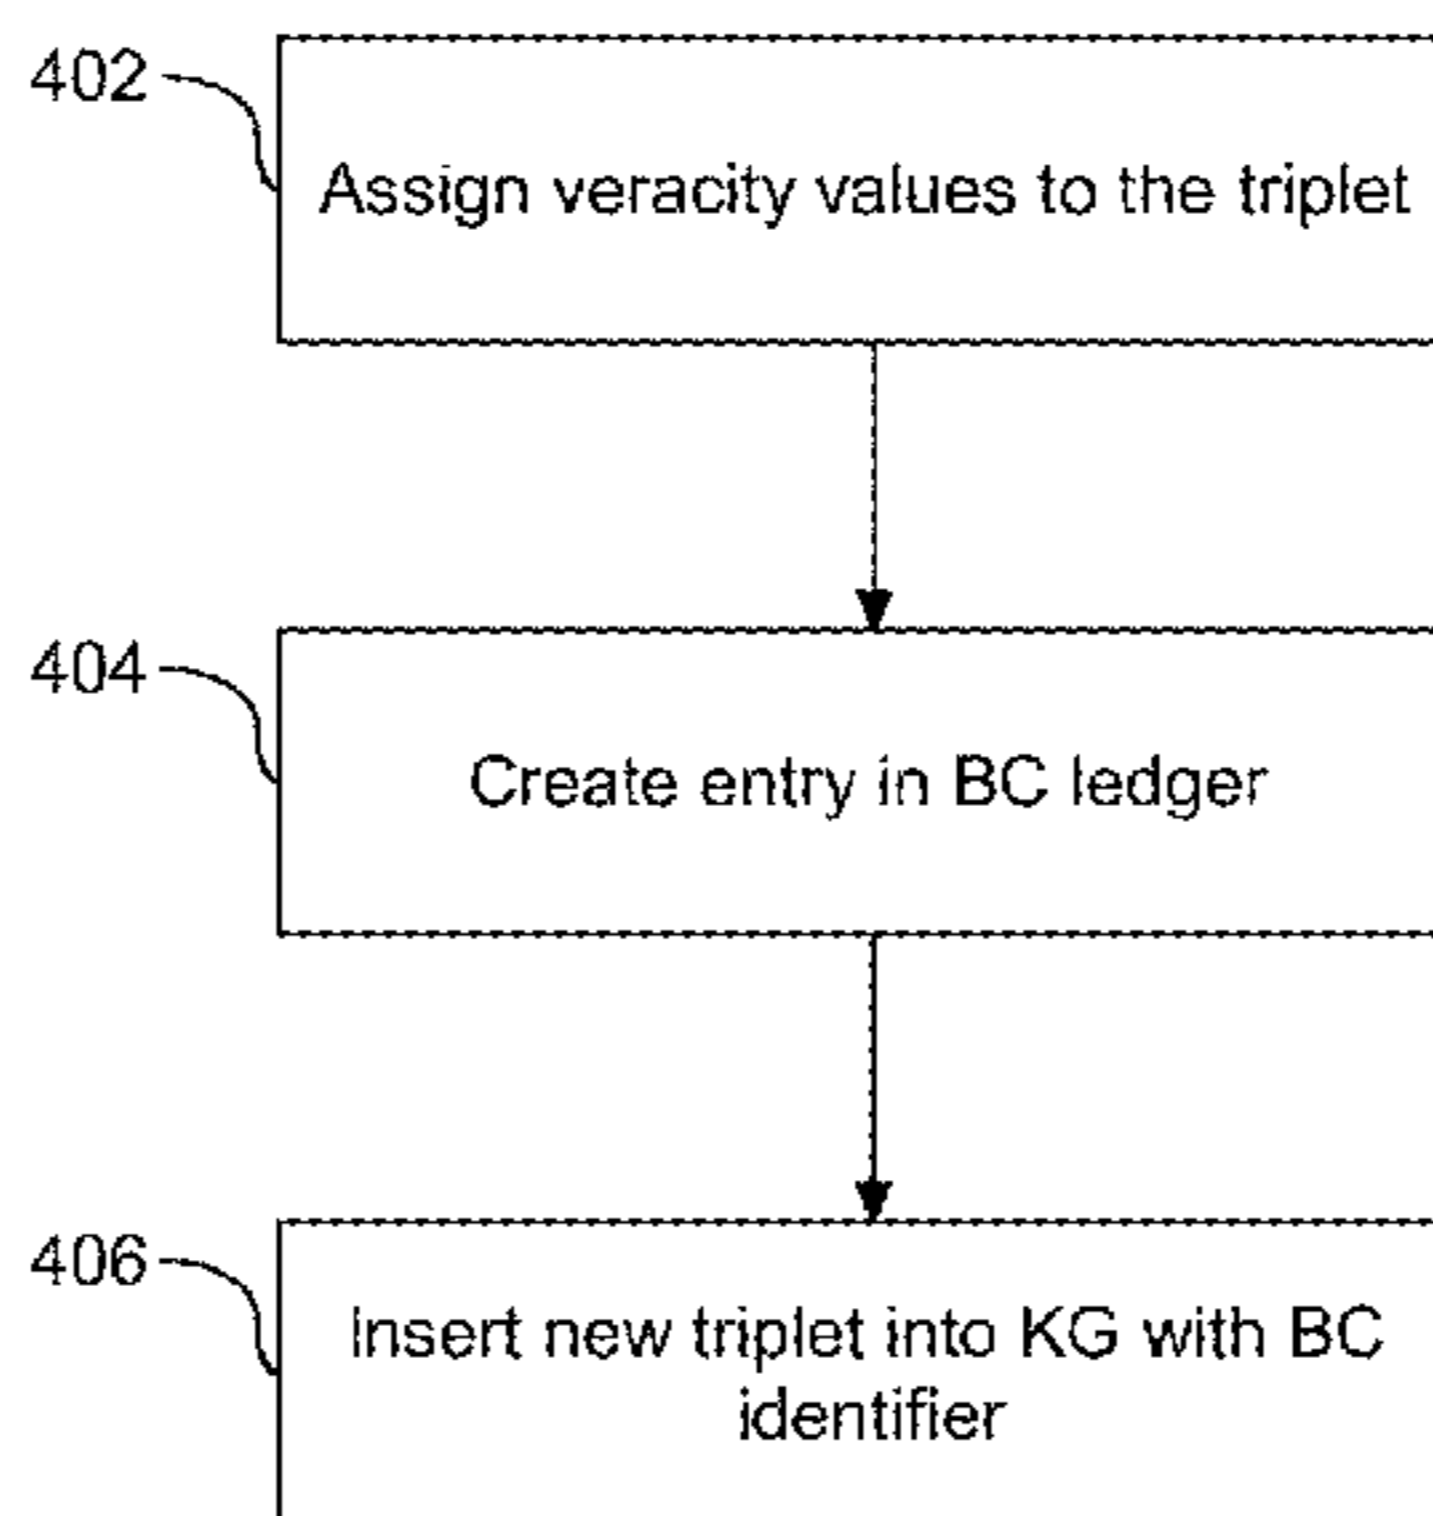 402
Assign veracity values to the triplet
404
Create entry in BC ledger
406
Insert new triplet into KG with BC
identifier